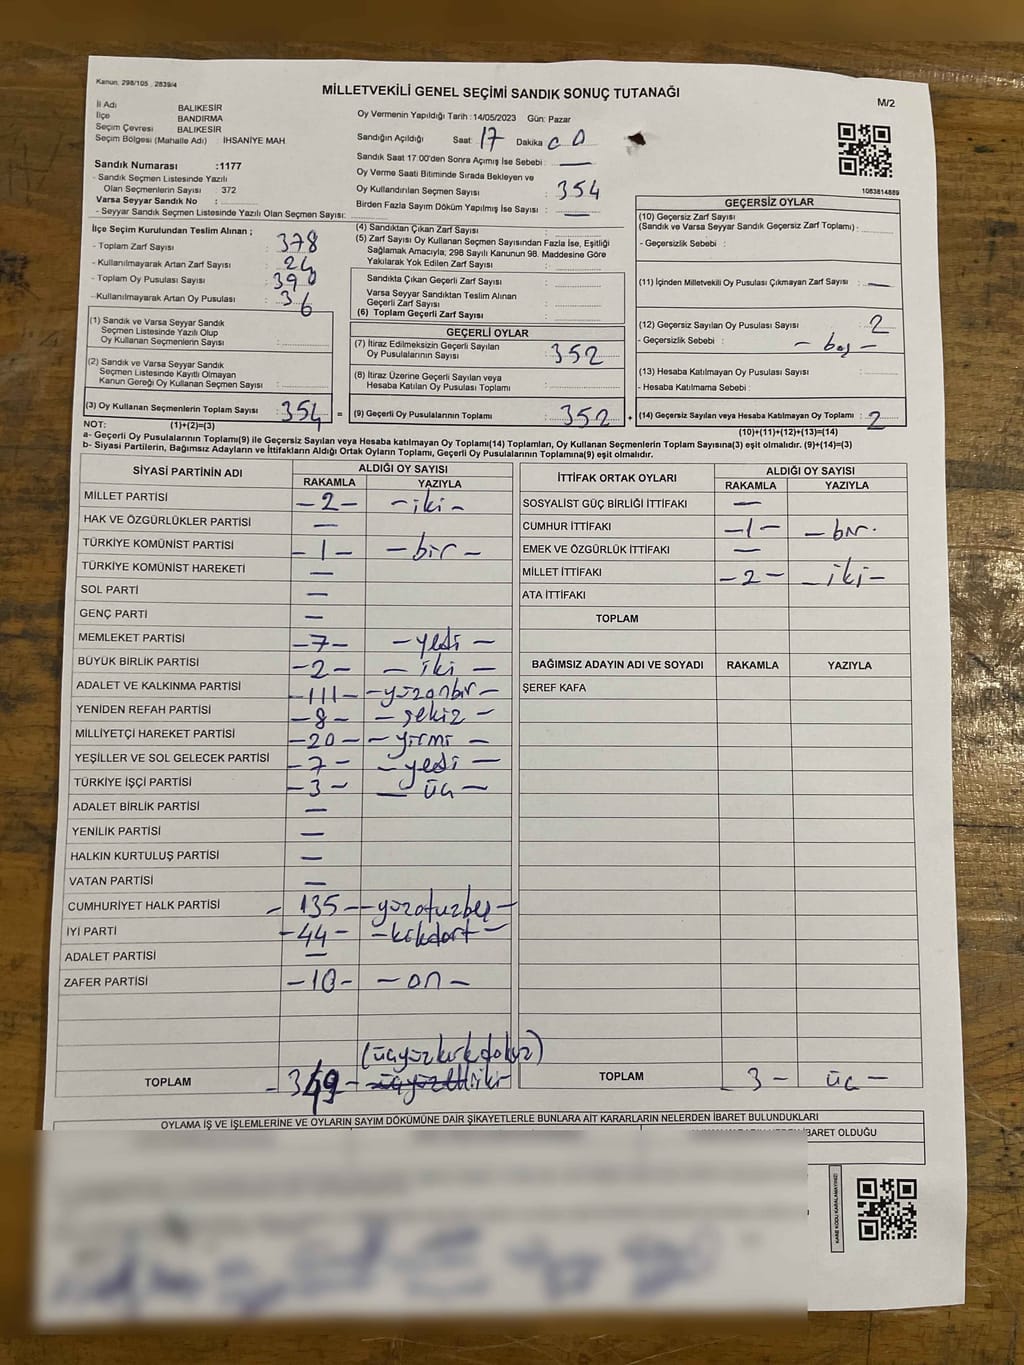 Kanun, 298/105 , 2839/4
MİLLETVEKİLİ GENEL SEÇİMİ SANDIK SONUÇ TUTANAĞI
M/2
İl Adı BALIKESİR
İlçe BANDIRMA
Seçim Çevresi BALIKESİR
Seçim Bölgesi (Mahalle Adı) İHSANİYE MAH
Oy Vermenin Yapıldığı Tarih : 14/05/2023 Gün: Pazar
Sandığın Açıldığı Saat: 17 Dakika 00
Sandık Saat 17.00'den Sonra Açımış İse Sebebi : —
Oy Verme Saati Bitiminde Sırada Bekleyen ve
Oy Kullandırılan Seçmen Sayısı : 354
Birden Fazla Sayım Döküm Yapılmış İse Sayısı : —
Sandık Numarası :1177
- Sandık Seçmen Listesinde Yazılı
Olan Seçmenlerin Sayısı : 372
Varsa Seyyar Sandık No :
- Seyyar Sandık Seçmen Listesinde Yazılı Olan Seçmen Sayısı:
1083814889
İlçe Seçim Kurulundan Teslim Alınan ;
- Toplam Zarf Sayısı : 378
- Kullanılmayarak Artan Zarf Sayısı : 24
- Toplam Oy Pusulası Sayısı : 390
- Kullanılmayarak Artan Oy Pusulası : 36
(1) Sandık ve Varsa Seyyar Sandık
Seçmen Listesinde Yazılı Olup
Oy Kullanan Seçmenlerin Sayısı :
(2) Sandık ve Varsa Seyyar Sandık
Seçmen Listesinde Kayıtlı Olmayan
Kanun Gereği Oy Kullanan Seçmen Sayısı :
(3) Oy Kullanan Seçmenlerin Toplam Sayısı : 354 =
(4) Sandıktan Çıkan Zarf Sayısı :
(5) Zarf Sayısı Oy Kullanan Seçmen Sayısından Fazla İse, Eşitliği
Sağlamak Amacıyla; 298 Sayılı Kanunun 98. Maddesine Göre
Yakılarak Yok Edilen Zarf Sayısı :
Sandıkta Çıkan Geçerli Zarf Sayısı :
Varsa Seyyar Sandıktan Teslim Alınan
Geçerli Zarf Sayısı :
(6) Toplam Geçerli Zarf Sayısı :
GEÇERLİ OYLAR
(7) İtiraz Edilmeksizin Geçerli Sayılan
Oy Pusulalarının Sayısı : 352
(8) İtiraz Üzerine Geçerli Sayılan veya
Hesaba Katılan Oy Pusulası Toplamı :
(9) Geçerli Oy Pusulalarının Toplamı : 352 +
GEÇERSİZ OYLAR
(10) Geçersiz Zarf Sayısı
(Sandık ve Varsa Seyyar Sandık Geçersiz Zarf Toplamı) :
- Geçersizlik Sebebi :
(11) İçinden Milletvekili Oy Pusulası Çıkmayan Zarf Sayısı : —
(12) Geçersiz Sayılan Oy Pusulası Sayısı : 2
- Geçersizlik Sebebi : - boş -
(13) Hesaba Katılmayan Oy Pusulası Sayısı :
- Hesaba Katılmama Sebebi :
(14) Geçersiz Sayılan veya Hesaba Katılmayan Oy Toplamı : 2
NOT: (1)+(2)=(3)
(10)+(11)+(12)+(13)=(14)
a- Geçerli Oy Pusulalarının Toplamı(9) ile Geçersiz Sayılan veya Hesaba katılmayan Oy Toplamı(14) Toplamları, Oy Kullanan Seçmenlerin Toplam Sayısına(3) eşit olmalıdır. (9)+(14)=(3)
b- Siyasi Partilerin, Bağımsız Adayların ve İttifakların Aldığı Ortak Oyların Toplamı, Geçerli Oy Pusulalarının Toplamına(9) eşit olmalıdır.
SİYASİ PARTİNİN ADI ALDIĞI OY SAYISI
RAKAMLA YAZIYLA
MİLLET PARTİSİ -2- -iki-
HAK VE ÖZGÜRLÜKLER PARTİSİ —
TÜRKİYE KOMÜNİST PARTİSİ -1- -bir-
TÜRKİYE KOMÜNİST HAREKETİ —
SOL PARTİ —
GENÇ PARTİ —
MEMLEKET PARTİSİ -7- -yedi-
BÜYÜK BİRLİK PARTİSİ -2- -iki-
ADALET VE KALKINMA PARTİSİ -111- -yüzonbir-
YENİDEN REFAH PARTİSİ -8- -sekiz-
MİLLİYETÇİ HAREKET PARTİSİ -20- -yirmi-
YEŞİLLER VE SOL GELECEK PARTİSİ -7- -yedi-
TÜRKİYE İŞÇİ PARTİSİ -3- -üç-
ADALET BİRLİK PARTİSİ —
YENİLİK PARTİSİ —
HALKIN KURTULUŞ PARTİSİ —
VATAN PARTİSİ —
CUMHURİYET HALK PARTİSİ -135- -yüzotuzbeş-
İYİ PARTİ -44- -kıkdört-
ADALET PARTİSİ —
ZAFER PARTİSİ -10- -on-
(üçyüzkırkdokuz)
TOPLAM -349- üçyüzelliiki-
İTTİFAK ORTAK OYLARI ALDIĞI OY SAYISI
RAKAMLA YAZIYLA
SOSYALİST GÜÇ BİRLİĞİ İTTİFAKI —
CUMHUR İTTİFAKI -1- -bir-
EMEK VE ÖZGÜRLÜK İTTİFAKI —
MİLLET İTTİFAKI -2- -iki-
ATA İTTİFAKI
TOPLAM
BAĞIMSIZ ADAYIN ADI VE SOYADI RAKAMLA YAZIYLA
ŞEREF KAFA
TOPLAM -3- üç-
OYLAMA İŞ VE İŞLEMLERİNE VE OYLARIN SAYIM DÖKÜMÜNE DAİR ŞİKAYETLERLE BUNLARA AİT KARARLARIN NELERDEN İBARET BULUNDUKLARI
İBARET OLDUĞU
KARE KODU KARALAMAYINIZ!